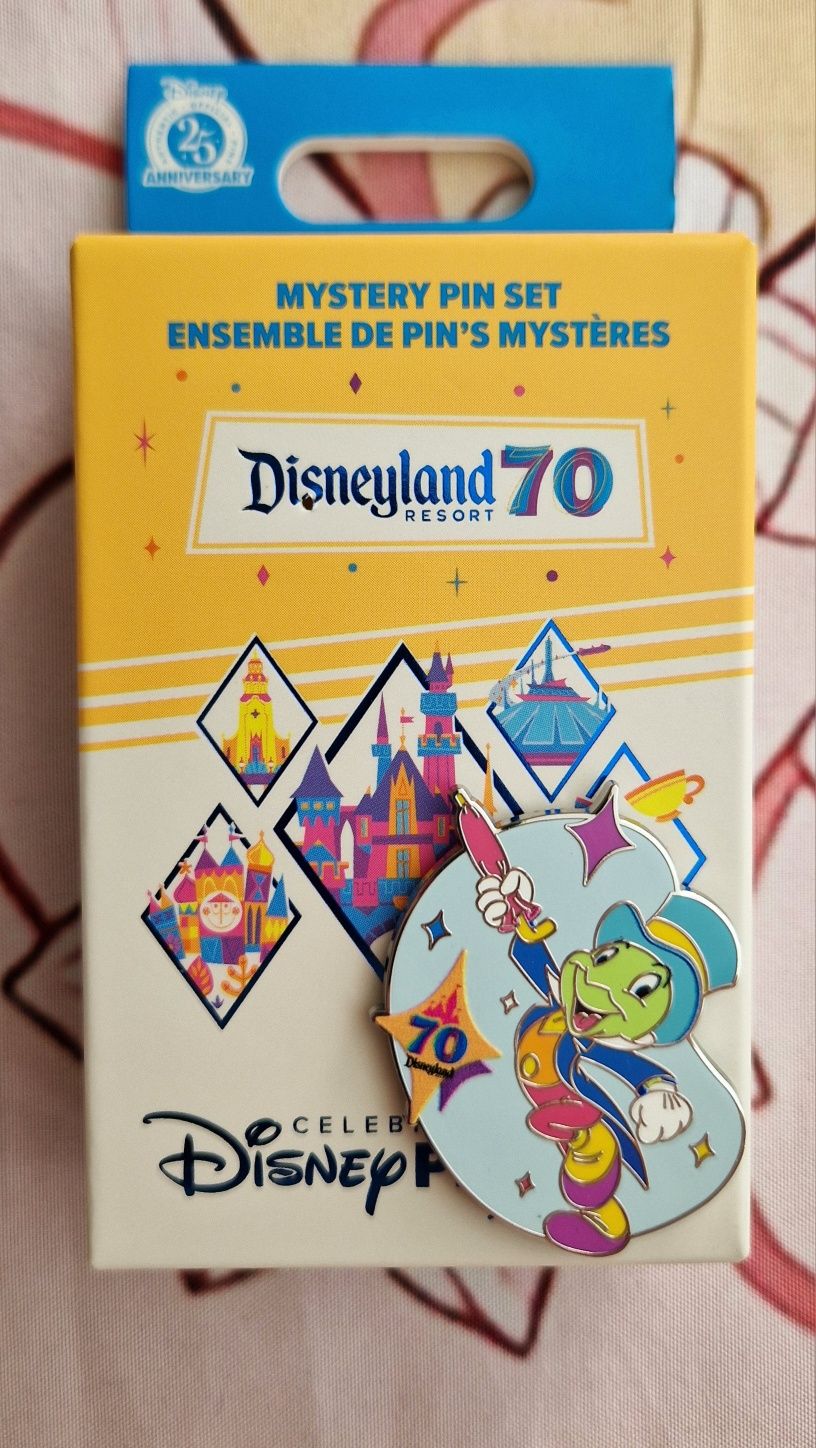 Disney
25
ANNIVERSARY
MYSTERY PIN SET
ENSEMBLE DE PIN'S MYSTÈRES
Disneyland 70
RESORT
70
Disneyland
CELEB
Disney P